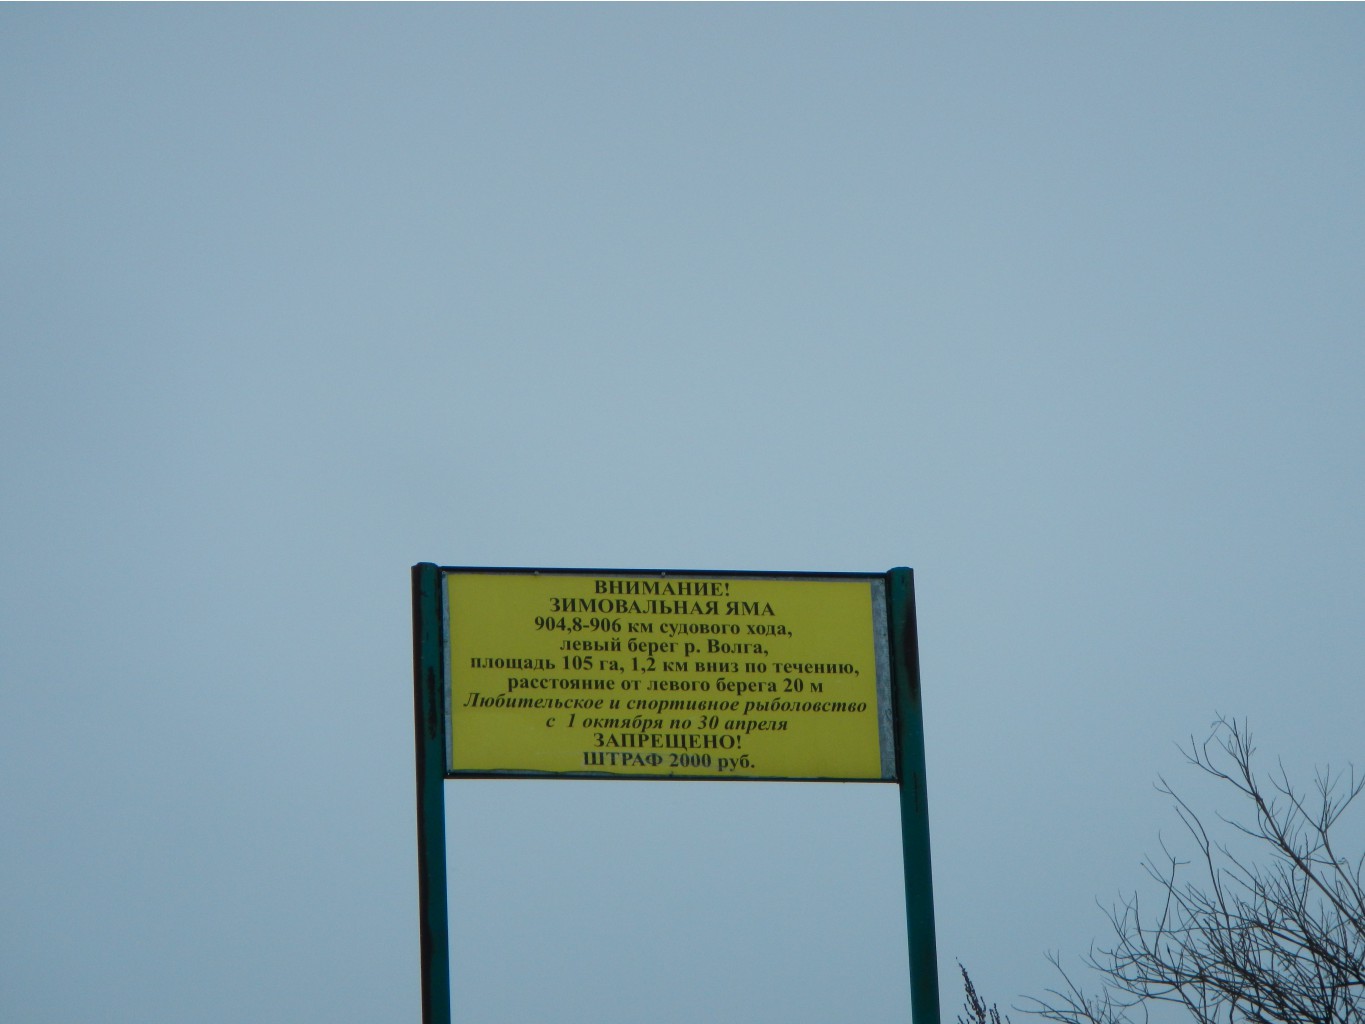 ВНИМАНИЕ!
ЗИМОВАЛЬНАЯ ЯМА
904,8-906 км судового хода,
левый берег р. Волга,
площадь 105 га, 1,2 км вниз по течению,
расстояние от левого берега 20 м
Любительское и спортивное рыболовство
с 1 октября по 30 апреля
ЗАПРЕЩЕНО!
ШТРАФ 2000 руб.